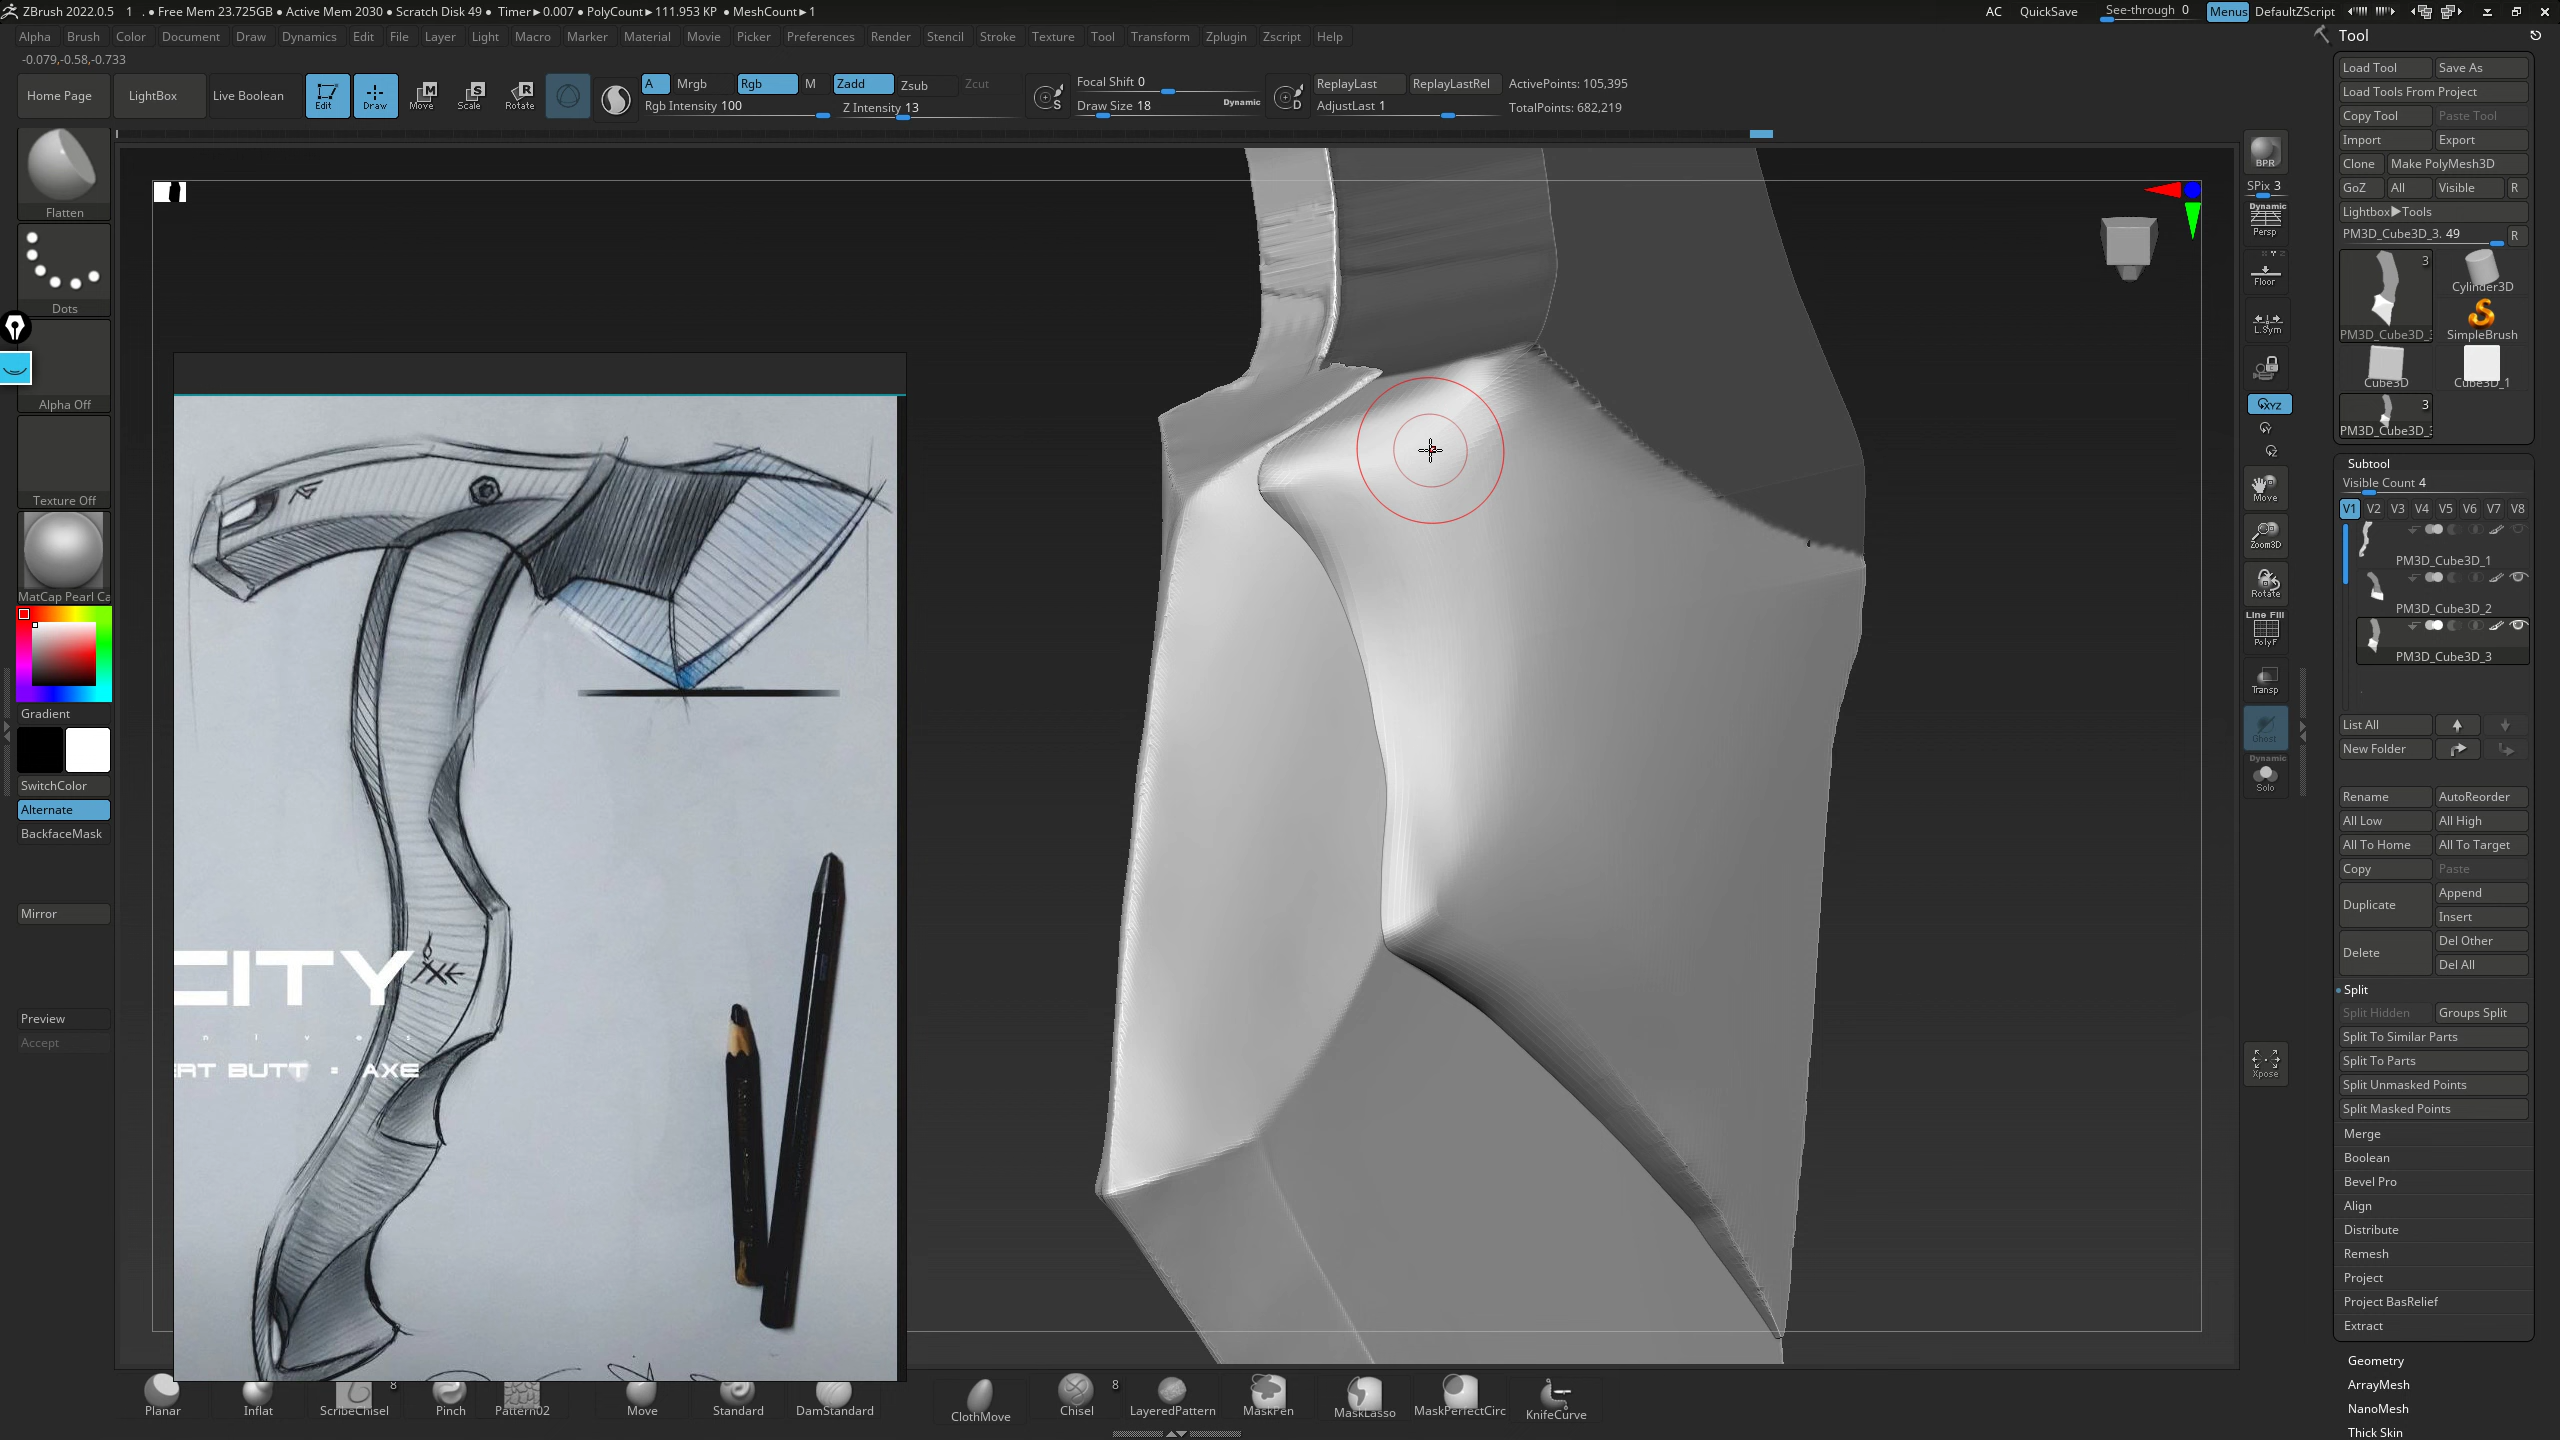 ZBrush 2022.0.5 1 . • Free Mem 23.725GB • Active Mem 2030 • Scratch Disk 49 • Timer►0.007 • PolyCount►111.953 KP • MeshCount►1
AC QuickSave See-through 0 Menus DefaultZScript
Alpha Brush Color Document Draw Dynamics Edit File Layer Light Macro Marker Material Movie Picker Preferences Render Stencil Stroke Texture Tool Transform Zplugin Zscript Help
-0.079,-0.58,-0.733
Home Page LightBox Live Boolean Edit Draw Move Scale Rotate
A Mrgb Rgb M Zadd Zsub Zcut
Rgb Intensity 100 Z Intensity 13
Focal Shift 0
Draw Size 18 Dynamic
ReplayLast ReplayLastRel
AdjustLast 1
ActivePoints: 105,395
TotalPoints: 682,219
Flatten
Dots
Alpha Off
Texture Off
MatCap Pearl Ca
Gradient
SwitchColor
Alternate
BackfaceMask
Mirror
Preview
Accept
CITY
AXE
n i v e s
ERT BUTT : AXE
Planar Inflat ScribeChisel 8 Pinch Pattern02 Move Standard DamStandard ClothMove Chisel 8 LayeredPattern MaskPen MaskLasso MaskPerfectCirc KnifeCurve
BPR
SPix 3
Dynamic
Persp
Floor
L.Sym
XYZ
Move
Zoom3D
Rotate
Line Fill
PolyF
Transp
Ghost
Dynamic
Solo
Xpose
Tool
Load Tool Save As
Load Tools From Project
Copy Tool Paste Tool
Import Export
Clone Make PolyMesh3D
GoZ All Visible R
Lightbox►Tools
PM3D_Cube3D_3. 49 R
3
Cylinder3D
PM3D_Cube3D_3 SimpleBrush
Cube3D Cube3D_1
3
PM3D_Cube3D_3
Subtool
Visible Count 4
V1 V2 V3 V4 V5 V6 V7 V8
PM3D_Cube3D_1
PM3D_Cube3D_2
PM3D_Cube3D_3
List All
New Folder
Rename AutoReorder
All Low All High
All To Home All To Target
Copy Paste
Duplicate Append
Insert
Delete Del Other
Del All
Split
Split Hidden Groups Split
Split To Similar Parts
Split To Parts
Split Unmasked Points
Split Masked Points
Merge
Boolean
Bevel Pro
Align
Distribute
Remesh
Project
Project BasRelief
Extract
Geometry
ArrayMesh
NanoMesh
Thick Skin